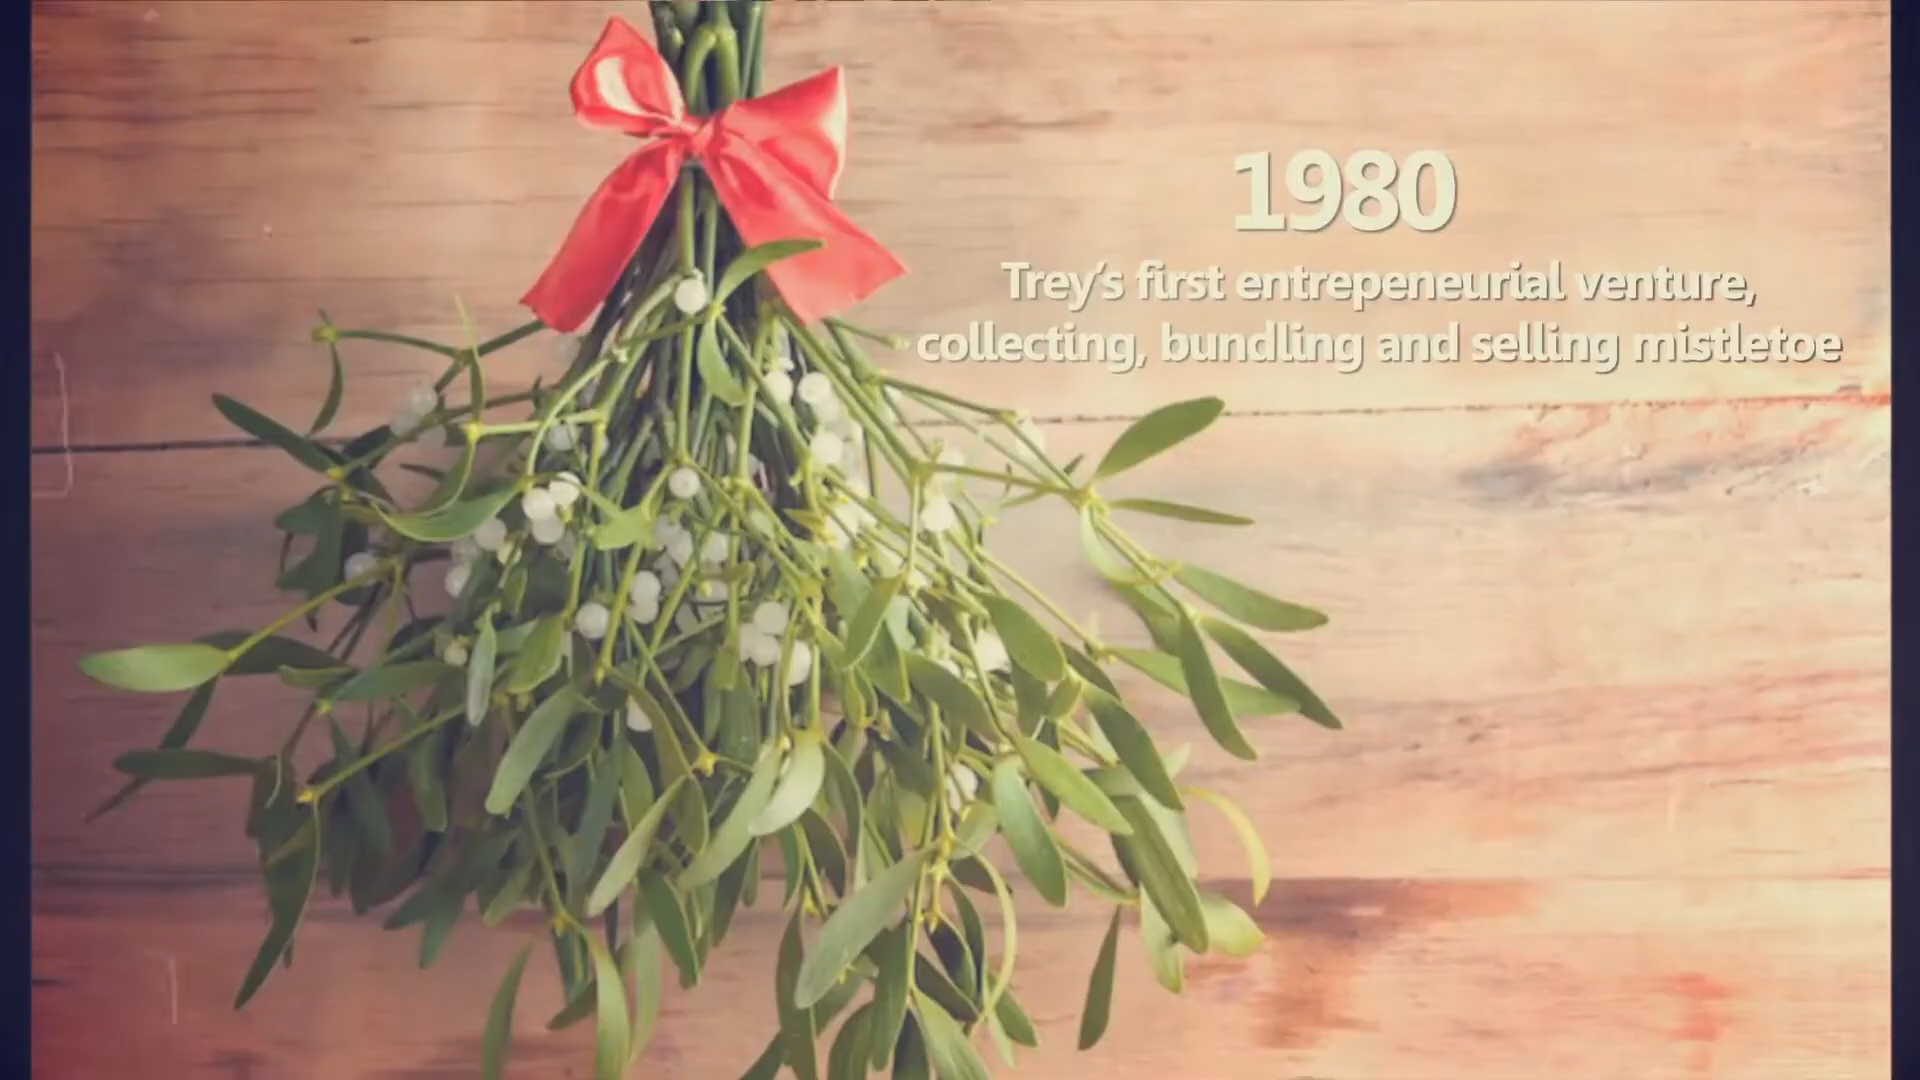 1980
Trey's first entrepeneurial venture,
collecting, bundling and selling mistletoe